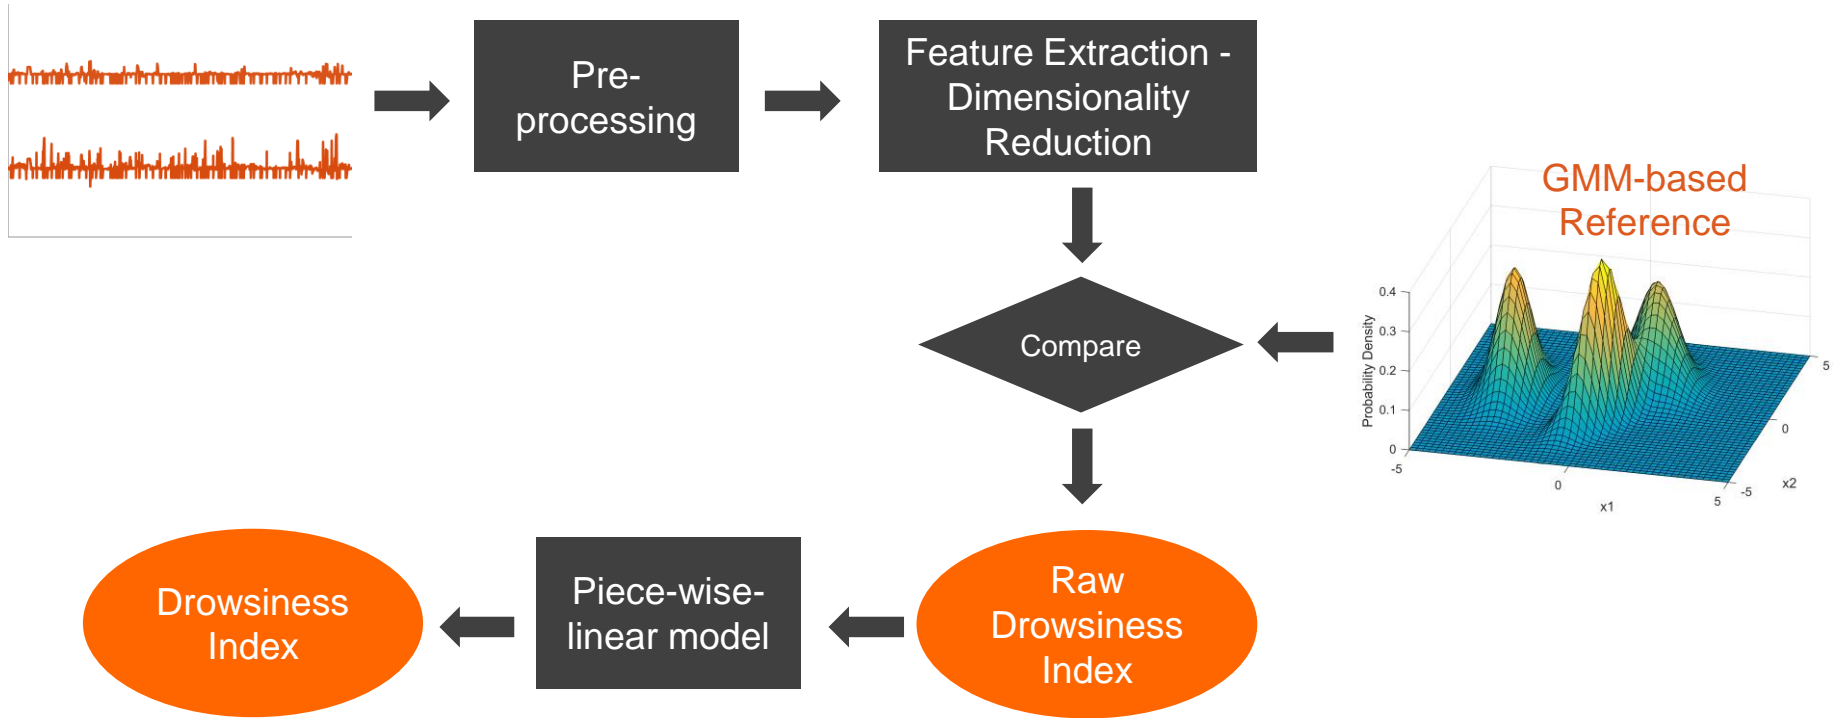 Pre-
processing
Feature Extraction -
Dimensionality
Reduction
GMM-based
Reference
Compare
0.4
0.3
0.2
0.1
0
Probability Density
-5
0
5
x1
-5
0
5
x2
Raw
Drowsiness
Index
Piece-wise-
linear model
Drowsiness
Index